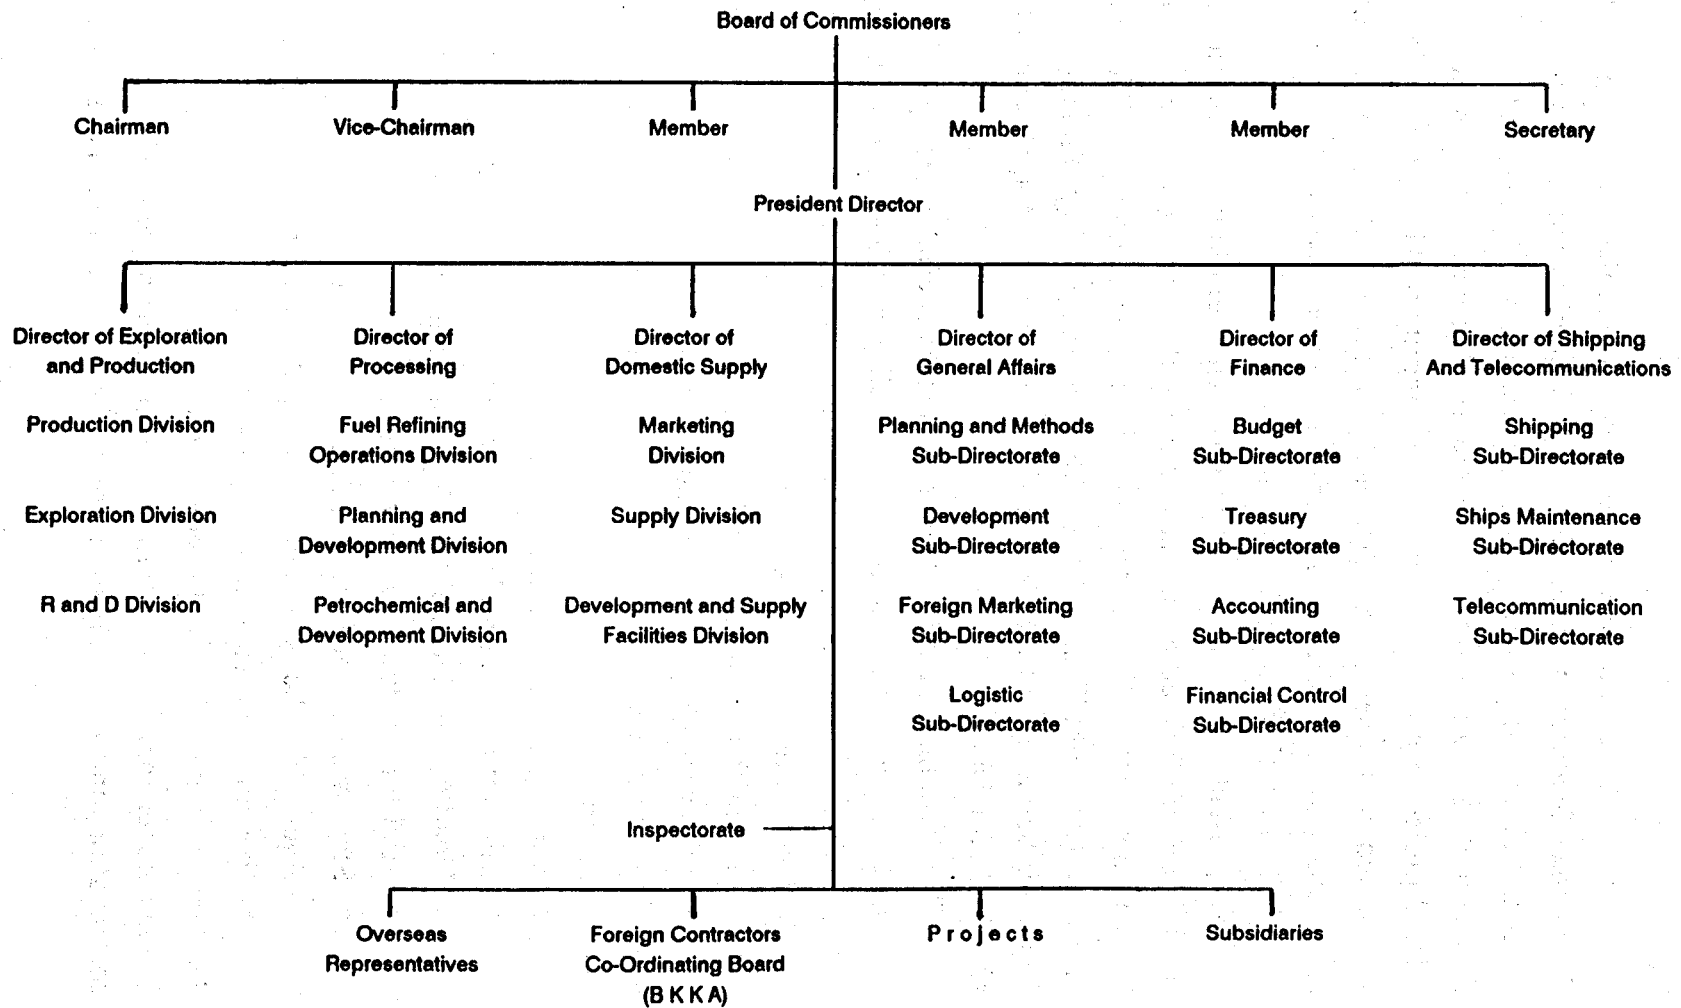 Board of Commissioners
Chairman
Vice-Chairman
Member
Member
Member
Secretary
President Director
Director of Exploration
and Production
Director of
Processing
Director of
Domestic Supply
Director of
General Affairs
Director of
Finance
Director of Shipping
And Telecommunications
Production Division
Fuel Refining
Operations Division
Marketing
Division
Planning and Methods
Sub-Directorate
Budget
Sub-Directorate
Shipping
Sub-Directorate
Exploration Division
Planning and
Development Division
Supply Division
Development
Sub-Directorate
Treasury
Sub-Directorate
Ships Maintenance
Sub-Directorate
R and D Division
Petrochemical and
Development Division
Development and Supply
Facilities Division
Foreign Marketing
Sub-Directorate
Accounting
Sub-Directorate
Telecommunication
Sub-Directorate
Logistic
Sub-Directorate
Financial Control
Sub-Directorate
Inspectorate
Overseas
Representatives
Foreign Contractors
Co-Ordinating Board
(B K K A)
Projects
Subsidiaries